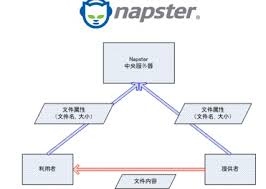 napster
Napster
中央服务器
文件属性
(文件名, 大小)
文件属性
(文件名, 大小)
利用者
提供者
文件内容